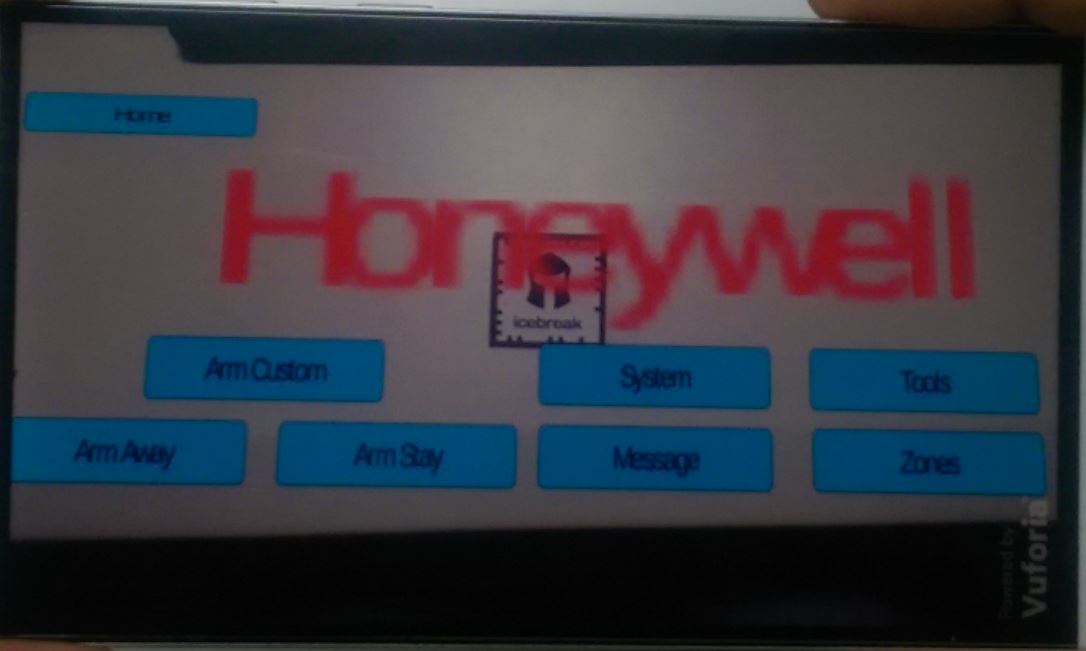 Home
Honeywell
icebreak
Arm Custom
System
Tools
Arm Away
Arm Stay
Message
Zones
Powered by
Vuforia